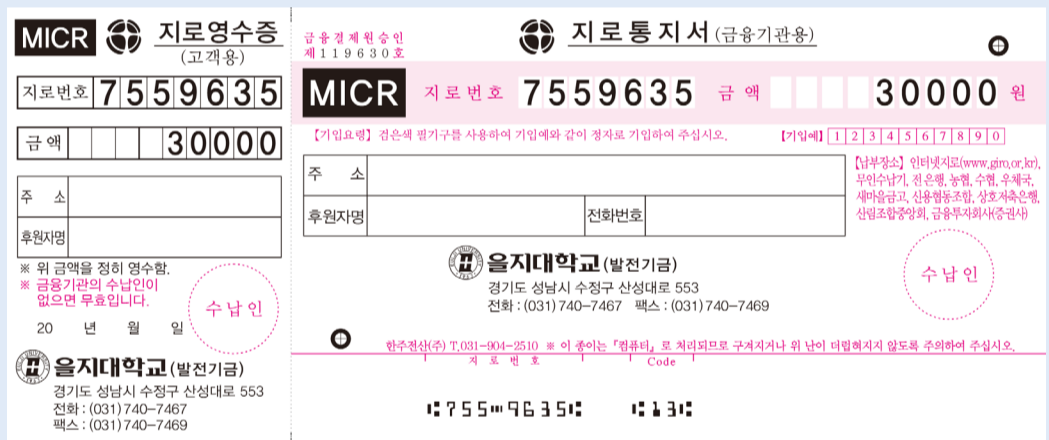 MICR 지로영수증
(고객용)
지로번호 7559635
금액 30000
주 소
후원자명
※ 위 금액을 정히 영수함.
※ 금융기관의 수납인이
없으면 무효입니다.
수납인
20 년 월 일
을지대학교(발전기금)
경기도 성남시 수정구 산성대로 553
전화 : (031)740-7467
팩스 : (031)740-7469
금융결제원승인
제119630호
지로통지서(금융기관용)
MICR 지로번호 7559635 금액 30000 원
【기입요령】 검은색 필기구를 사용하여 기입예와 같이 정자로 기입하여 주십시오. 【기입예】 1 2 3 4 5 6 7 8 9 0
주 소
후원자명 전화번호
【납부장소】 인터넷지로(www.giro.or.kr),
무인수납기, 전은행, 농협, 수협, 우체국,
새마을금고, 신용협동조합, 상호저축은행,
산림조합중앙회, 금융투자회사(증권사)
을지대학교(발전기금)
경기도 성남시 수정구 산성대로 553
전화 : (031)740-7467 팩스 : (031)740-7469
수납인
한주전산(주) T.031-904-2510 ※ 이 종이는 『컴퓨터』로 처리되므로 구겨지거나 위 난이 더럽혀지지 않도록 주의하여 주십시오.
지로번호 Code
⑆755⑉9635⑆ ⑆13⑆